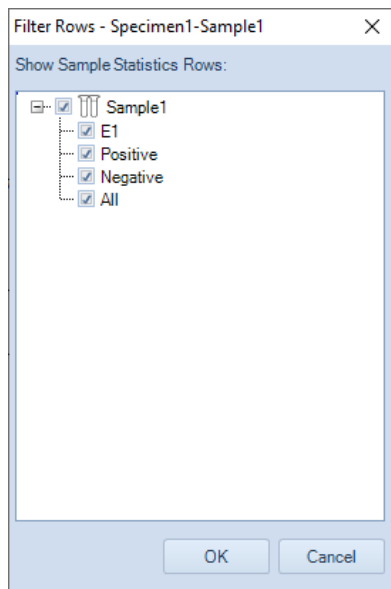 Filter Rows - Specimen1-Sample1
Show Sample Statistics Rows:
Sample1
E1
Positive
Negative
All
OK Cancel